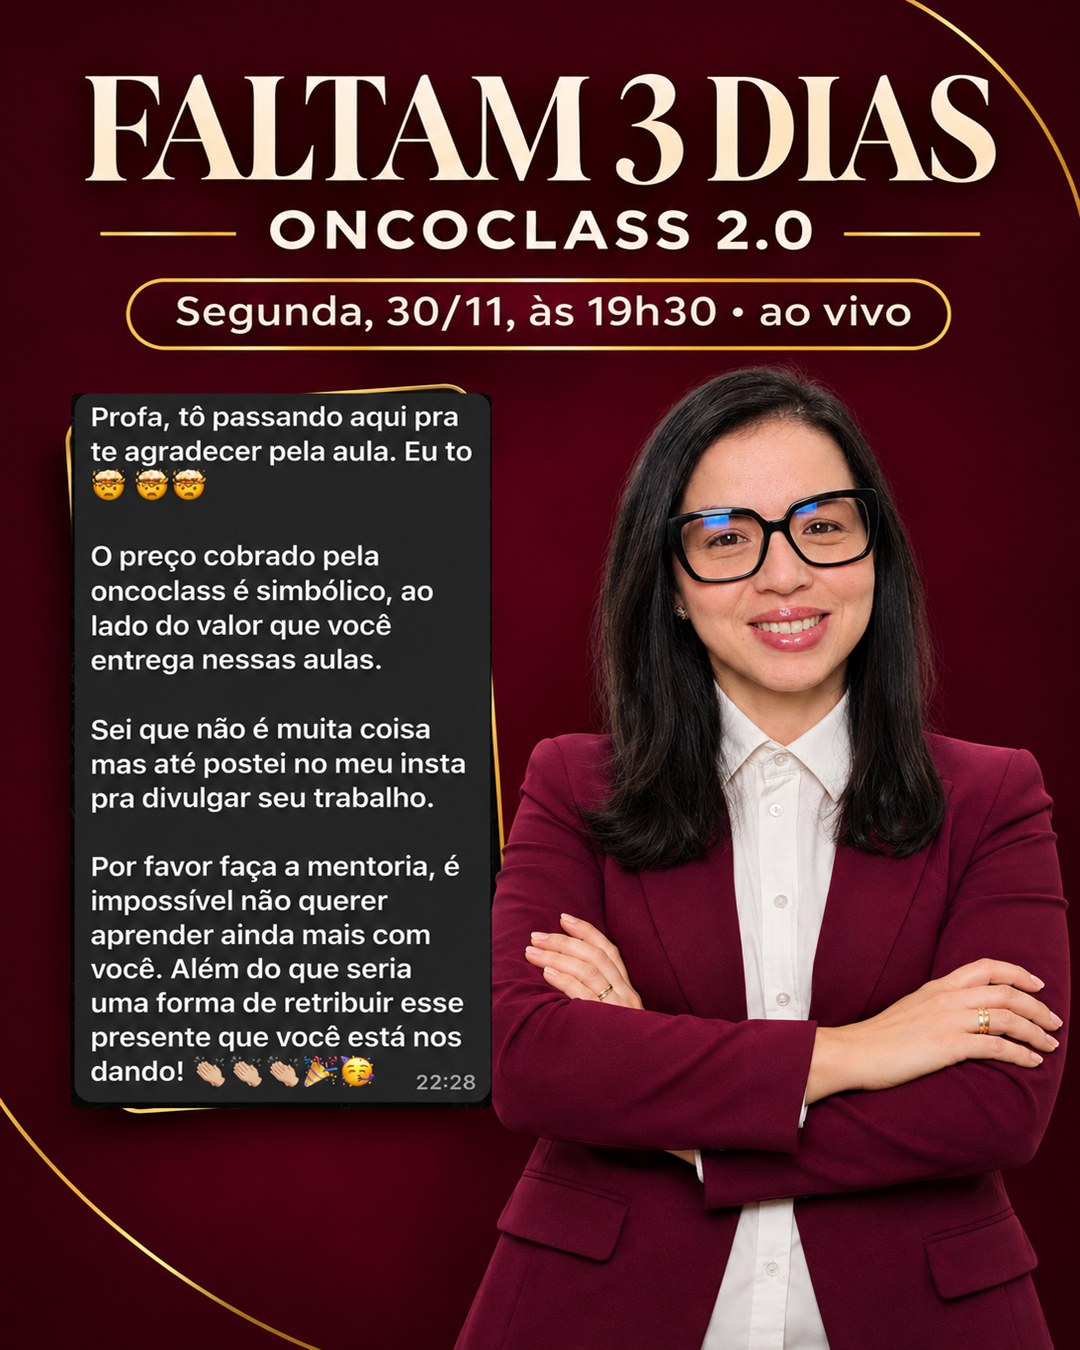 FALTAM 3 DIAS
ONCOCLASS 2.0
Segunda, 30/11, às 19h30 • ao vivo
Profa, tô passando aqui pra
te agradecer pela aula. Eu to
🤯 🤯🤯
O preço cobrado pela
oncoclass é simbólico, ao
lado do valor que você
entrega nessas aulas.
Sei que não é muita coisa
mas até postei no meu insta
pra divulgar seu trabalho.
Por favor faça a mentoria, é
impossível não querer
aprender ainda mais com
você. Além do que seria
uma forma de retribuir esse
presente que você está nos
dando! 👏🏼👏🏼👏🏼🎉🥳
22:28